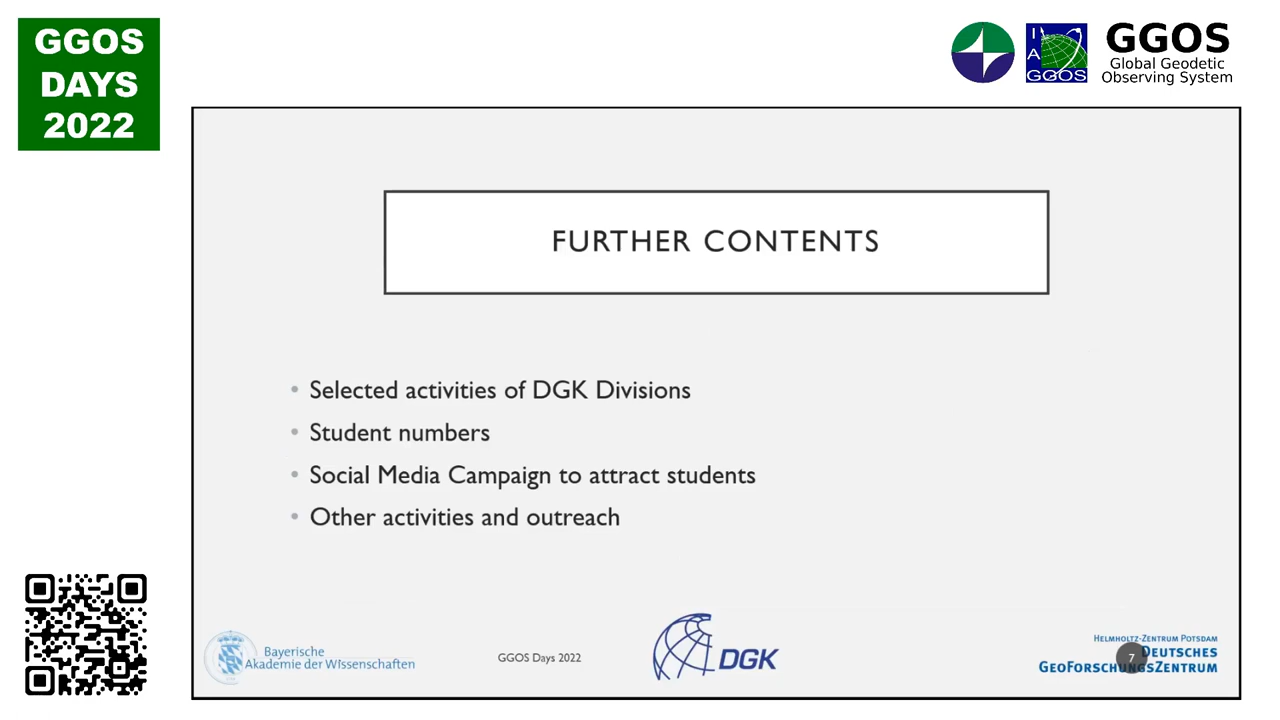 GGOS
DAYS
2022
I
A
GGOS
GGOS
Global Geodetic
Observing System
FURTHER CONTENTS
• Selected activities of DGK Divisions
• Student numbers
• Social Media Campaign to attract students
• Other activities and outreach
Bayerische
Akademie der Wissenschaften
GGOS Days 2022
DGK
HELMHOLTZ-ZENTRUM POTSDAM
DEUTSCHES
GEOFORSCHUNGSZENTRUM
7